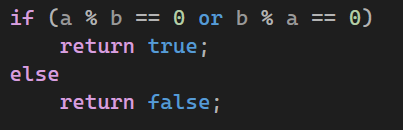 if (a % b == 0 or b % a == 0)
    return true;
else
    return false;